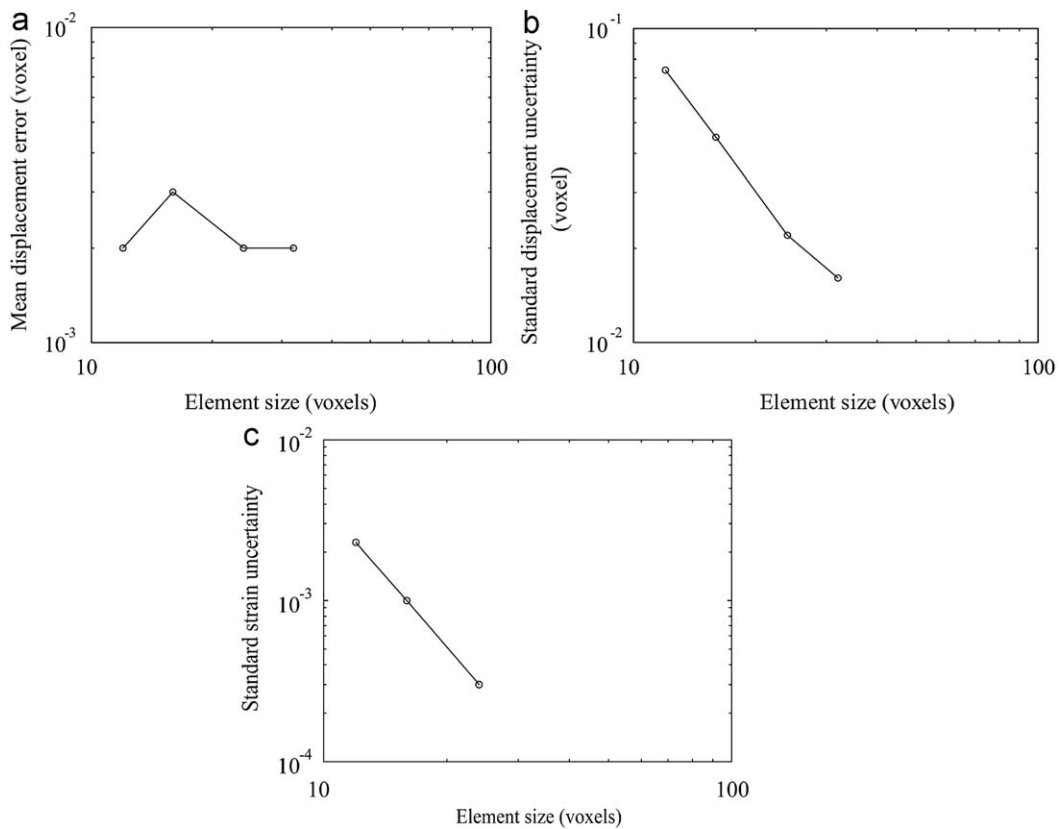 a
10^-2
Mean displacement error (voxel)
10^-3
10
100
Element size (voxels)
b
10^-1
Standard displacement uncertainty
(voxel)
10^-2
10
100
Element size (voxels)
c
10^-2
Standard strain uncertainty
10^-3
10^-4
10
100
Element size (voxels)